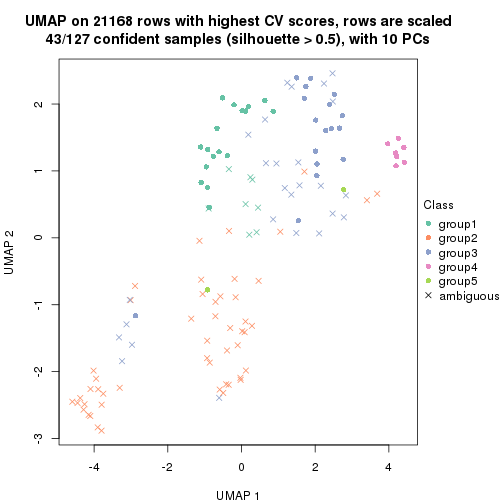 UMAP on 21168 rows with highest CV scores, rows are scaled
43/127 confident samples (silhouette > 0.5), with 10 PCs
UMAP 2
2
1
0
-1
-2
-3
-4
-2
0
2
4
UMAP 1
Class
group1
group2
group3
group4
group5
ambiguous